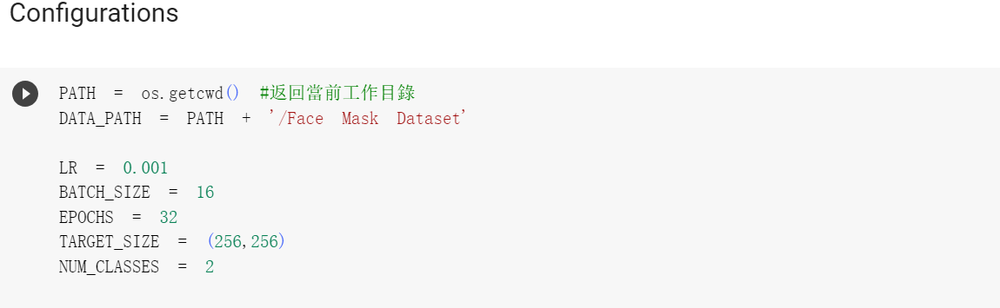 Configurations
PATH = os.getcwd() #返回當前工作目錄
DATA_PATH = PATH + '/Face Mask Dataset'
LR = 0.001
BATCH_SIZE = 16
EPOCHS = 32
TARGET_SIZE = (256,256)
NUM_CLASSES = 2